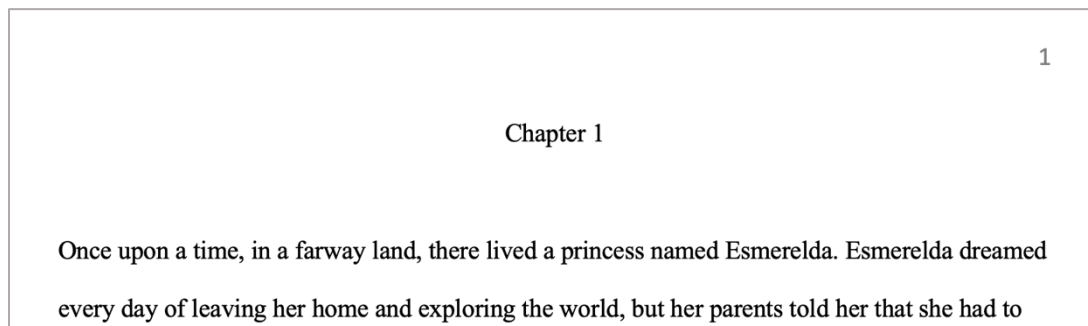 1
Chapter 1
Once upon a time, in a farway land, there lived a princess named Esmerelda. Esmerelda dreamed
every day of leaving her home and exploring the world, but her parents told her that she had to